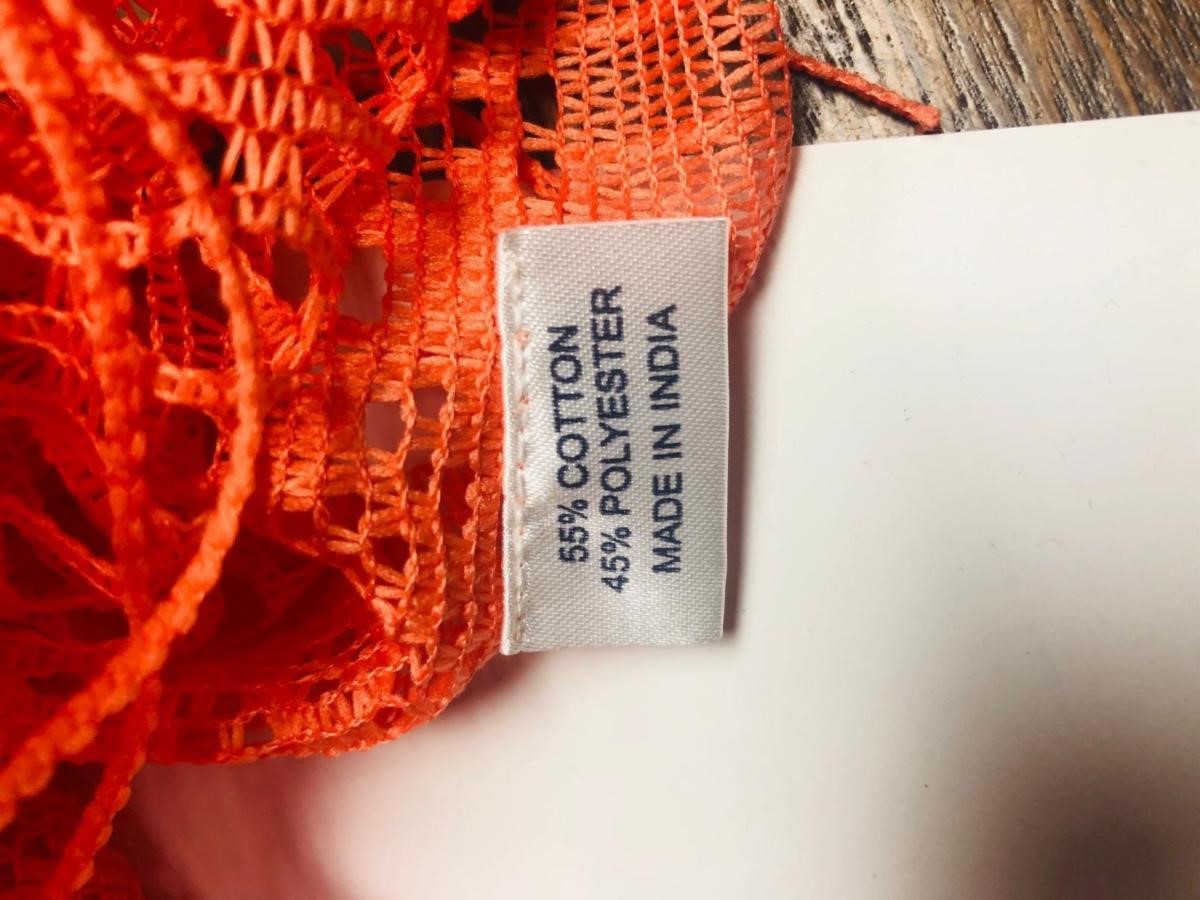 55% COTTON
45% POLYESTER
MADE IN INDIA